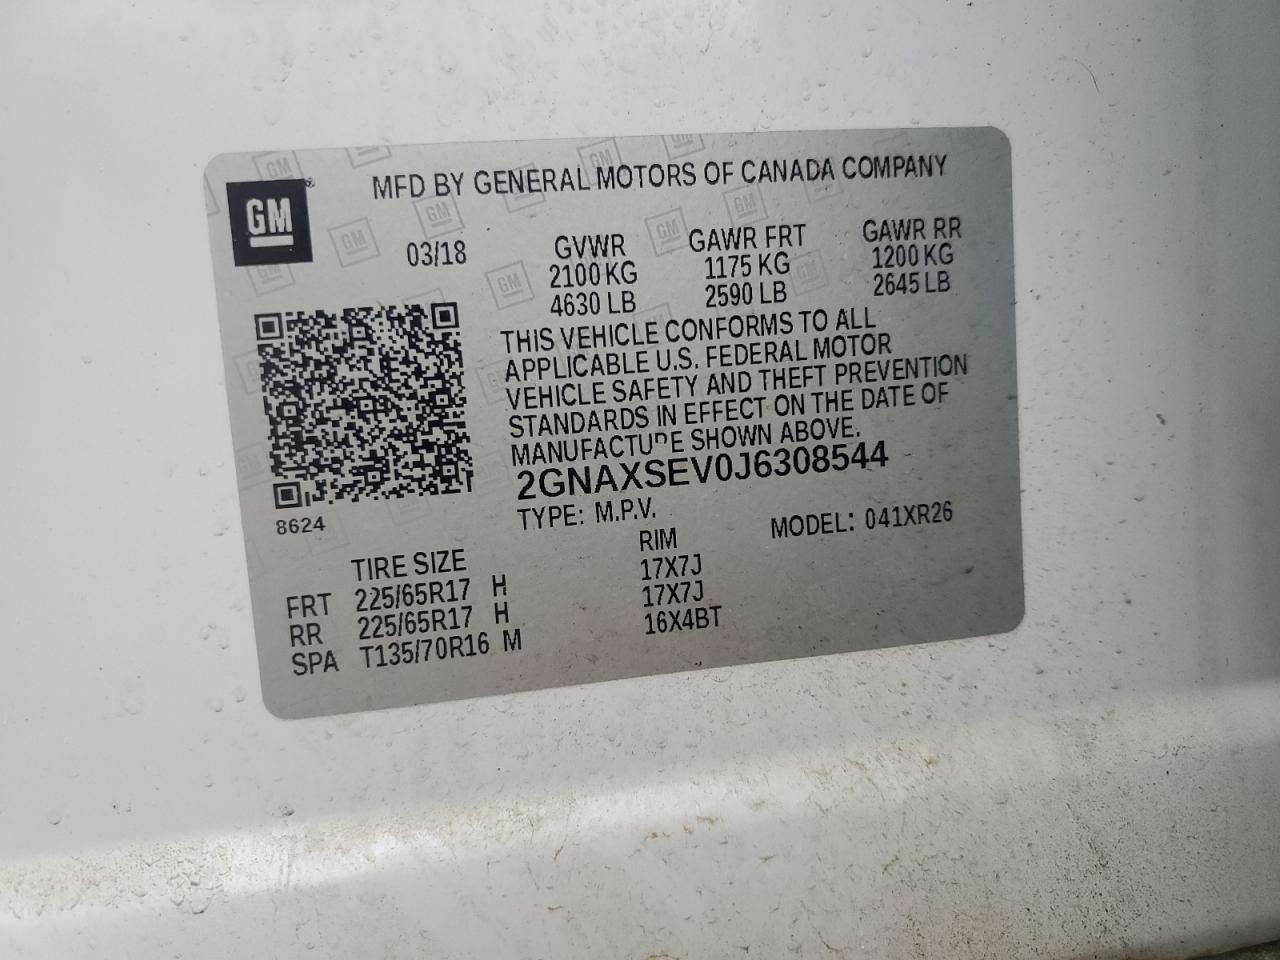 GM
MFD BY GENERAL MOTORS OF CANADA COMPANY
03/18 GVWR GAWR FRT GAWR RR
2100 KG 1175 KG 1200 KG
4630 LB 2590 LB 2645 LB
THIS VEHICLE CONFORMS TO ALL
APPLICABLE U.S. FEDERAL MOTOR
VEHICLE SAFETY AND THEFT PREVENTION
STANDARDS IN EFFECT ON THE DATE OF
MANUFACTURE SHOWN ABOVE.
2GNAXSEV0J6308544
8624
TYPE: M.P.V. MODEL: 041XR26
TIRE SIZE RIM
FRT 225/65R17 H 17X7J
RR 225/65R17 H 17X7J
SPA T135/70R16 M 16X4BT